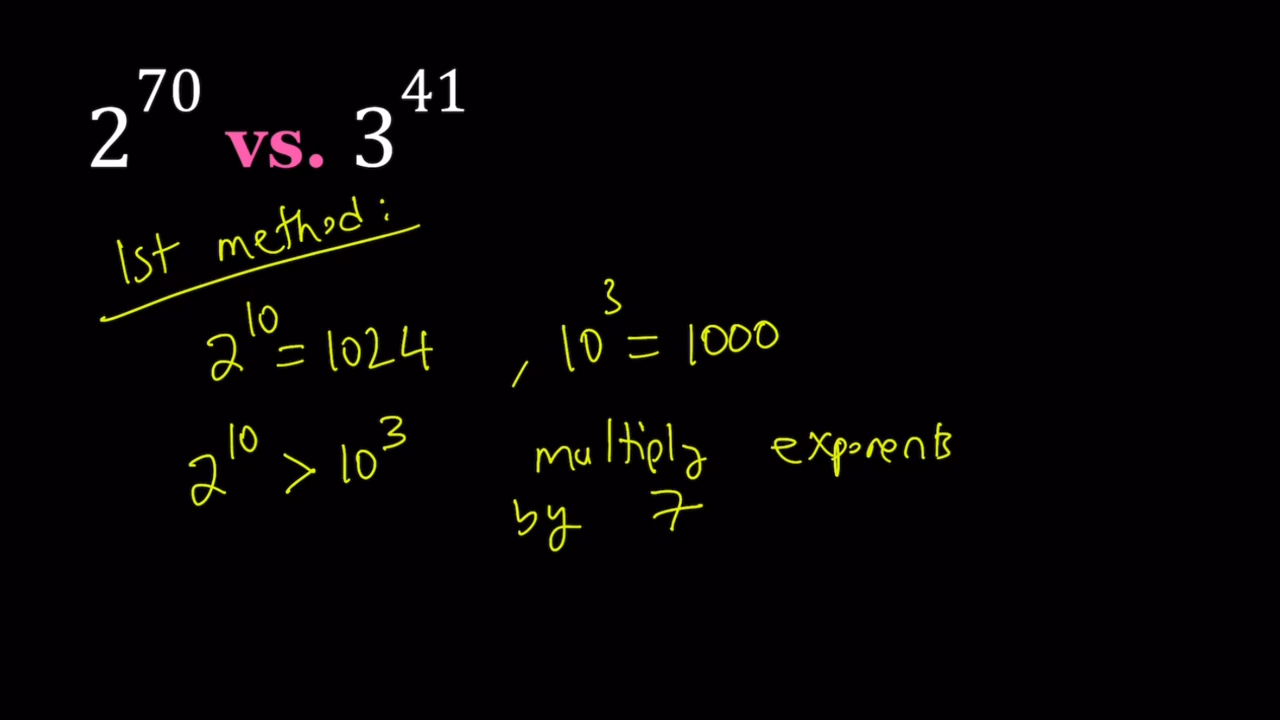 2^70 vs. 3^41
1st method:
2^10 = 1024 , 10^3 = 1000
2^10 > 10^3 multiply exponents
by 7